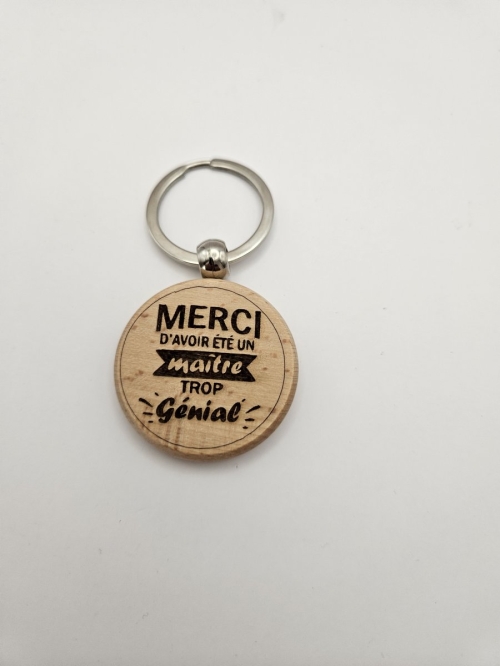 MERCI
D'AVOIR ÉTÉ UN
maître
TROP
Génial